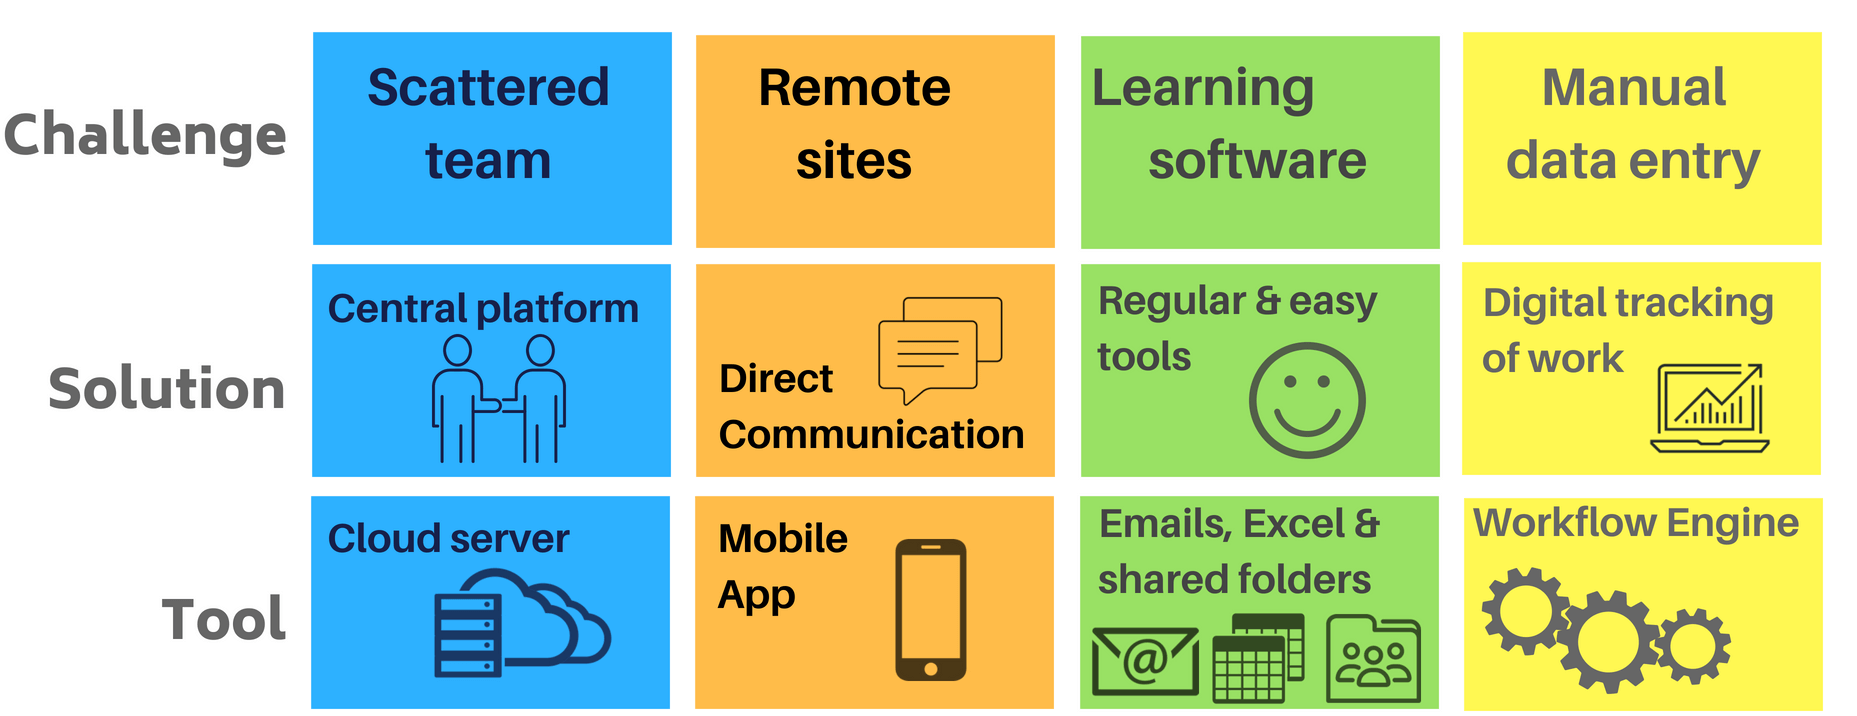 Challenge
Scattered
team
Remote
sites
Learning
software
Manual
data entry
Solution
Central platform
Direct
Communication
Regular & easy
tools
Digital tracking
of work
Tool
Cloud server
Mobile
App
Emails, Excel &
shared folders
@
Workflow Engine